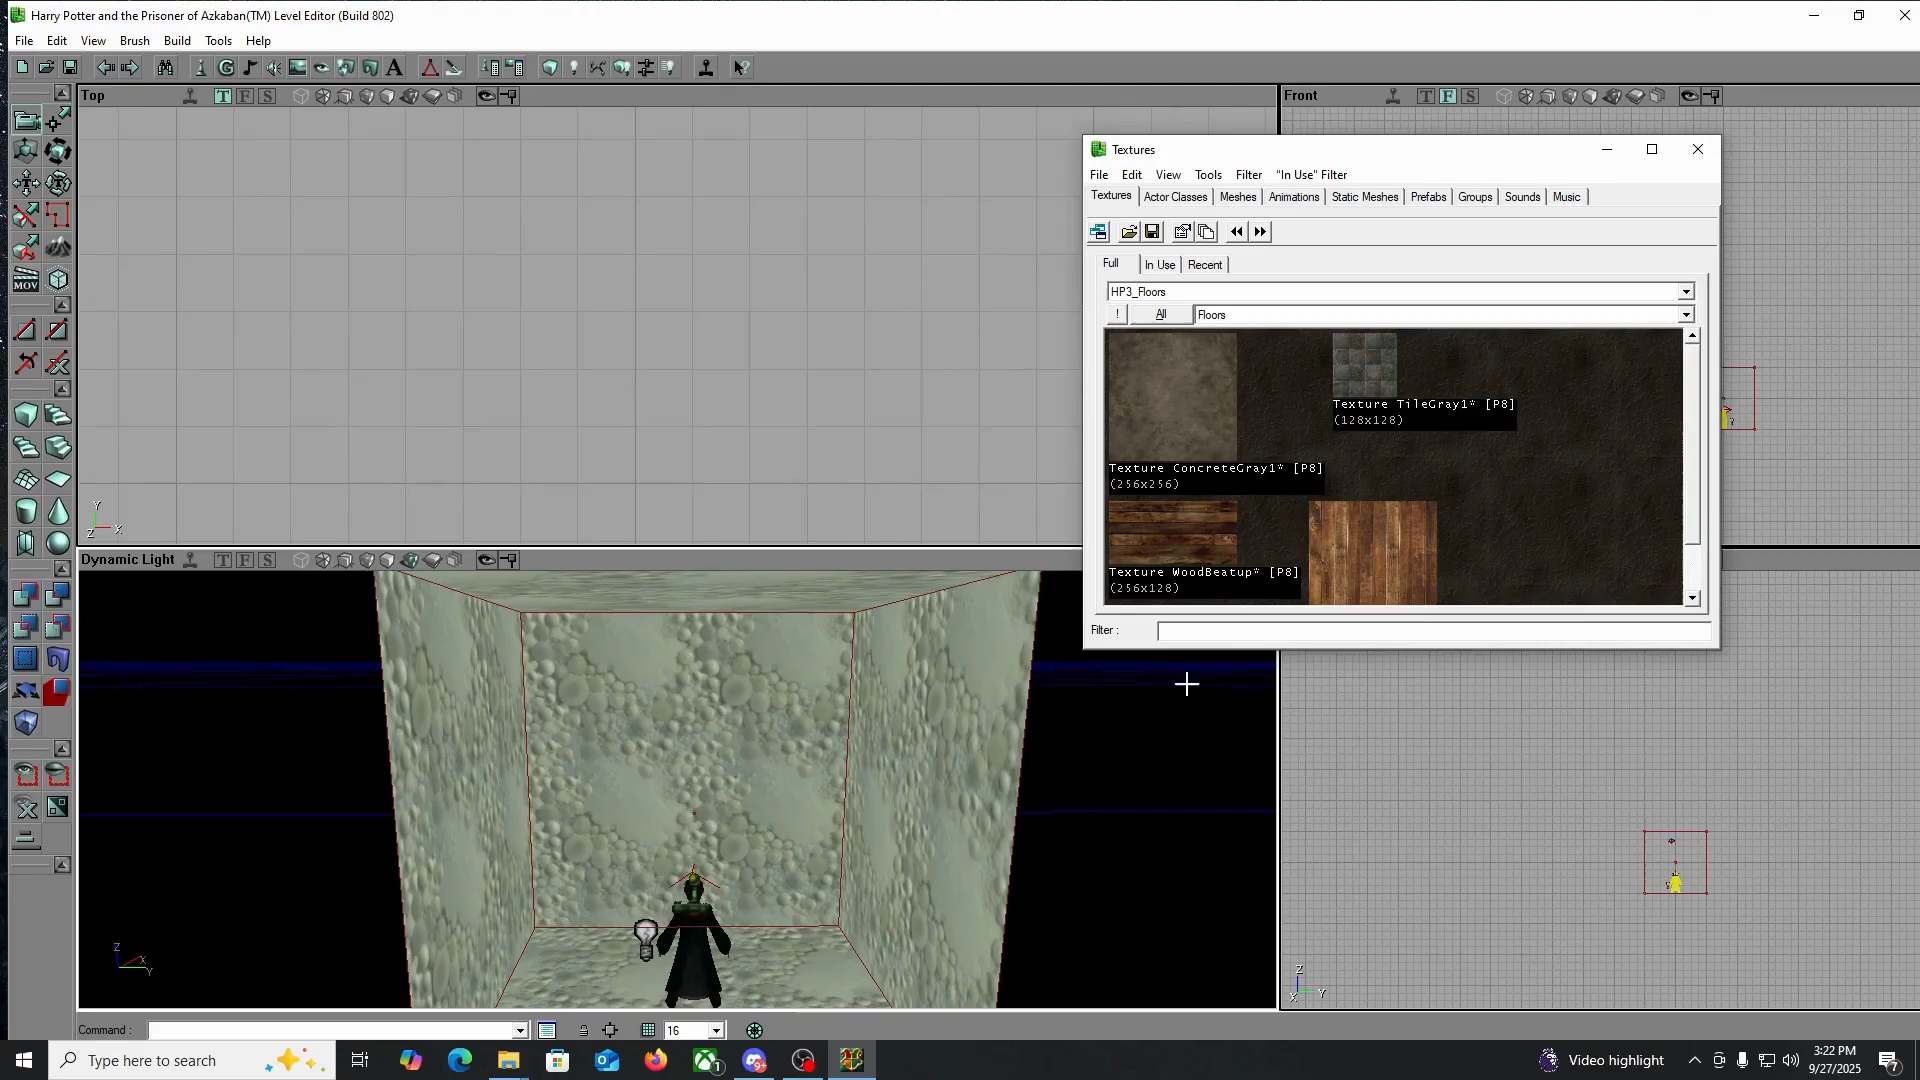 Harry Potter and the Prisoner of Azkaban(TM) Level Editor (Build 802)
File Edit View Brush Build Tools Help
Top T F S
Front T F S
Textures
File Edit View Tools Filter "In Use" Filter
Textures Actor Classes Meshes Animations Static Meshes Prefabs Groups Sounds Music
Full In Use Recent
HP3_Floors
! All Floors
Texture TileGray1* [P8]
(128x128)
Texture ConcreteGray1* [P8]
(256x256)
Texture WoodBeatup* [P8]
(256x128)
Filter :
MOV
Y
Z X
Dynamic Light T F S
Z
X
Y
Z
X Y
Command :
16
Type here to search
1
9+
Video highlight
3:22 PM
9/27/2025
7